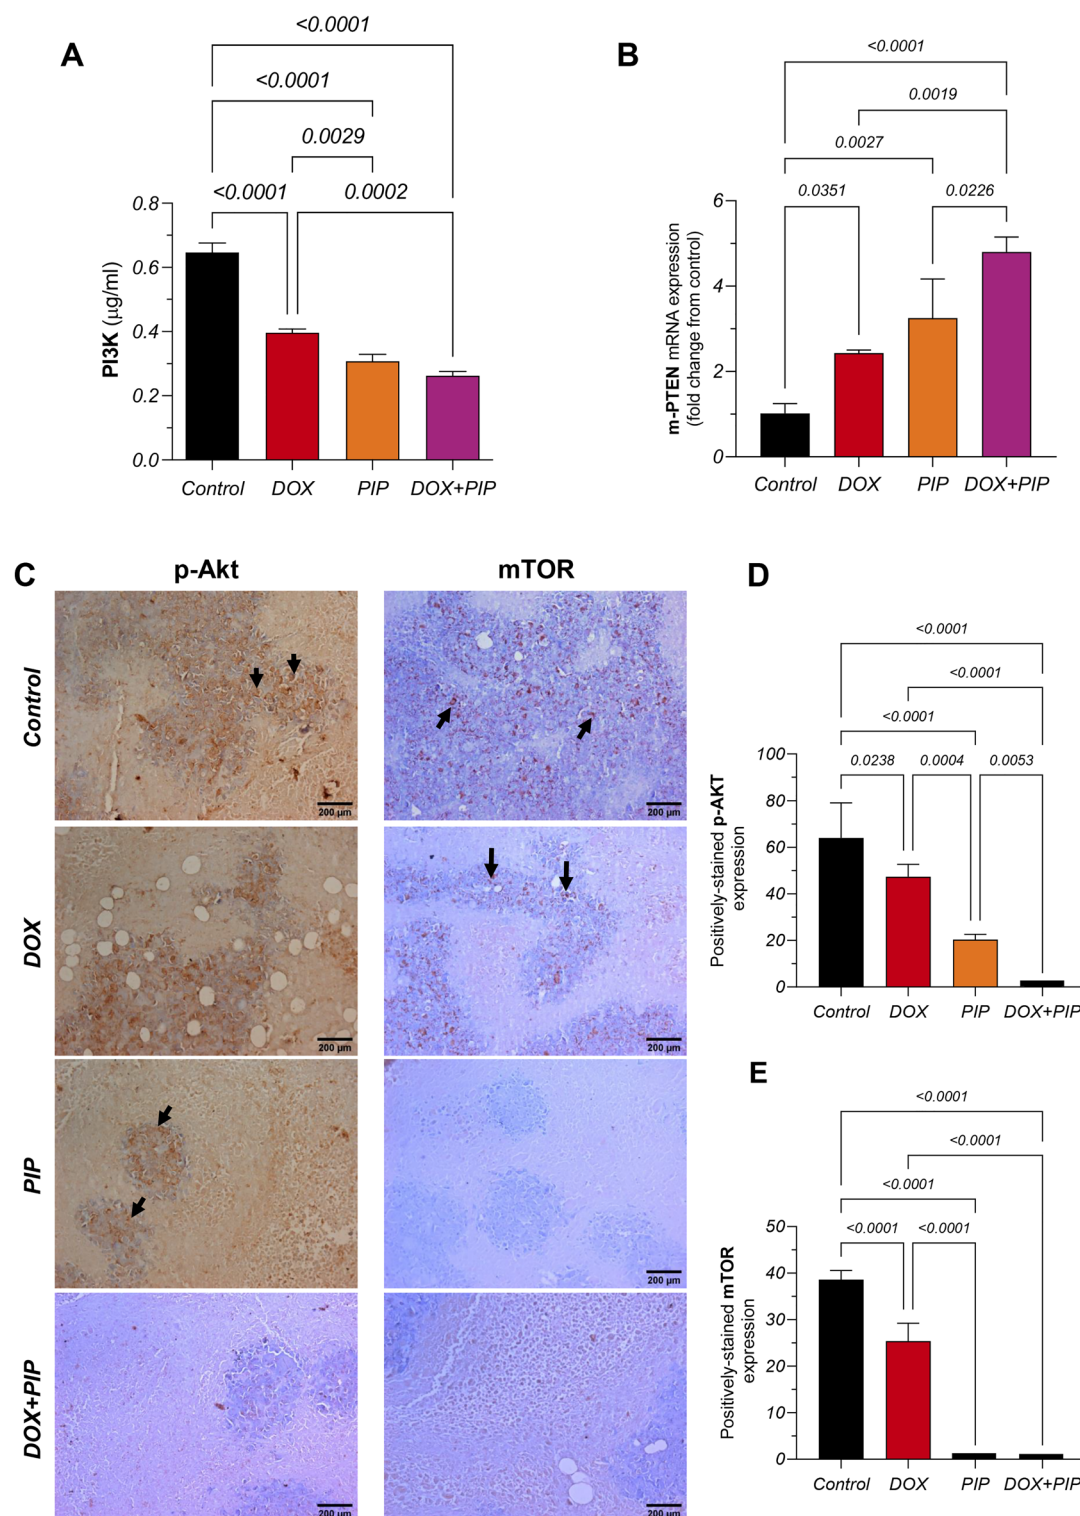 A
<0.0001
<0.0001
0.0029
<0.0001
0.0002
PI3K (µg/ml)
0.8
0.6
0.4
0.2
0.0
Control DOX PIP DOX+PIP
B
<0.0001
0.0019
0.0027
0.0351
0.0226
m-PTEN mRNA expression
(fold change from control)
6
4
2
0
Control DOX PIP DOX+PIP
C
p-Akt mTOR
Control
200 µm
200 µm
DOX
200 µm
200 µm
PIP
200 µm
DOX+PIP
200 µm
200 µm
D
<0.0001
<0.0001
<0.0001
0.0238
0.0004
0.0053
Positively-stained p-AKT
expression
100
80
60
40
20
0
Control DOX PIP DOX+PIP
E
<0.0001
<0.0001
<0.0001
<0.0001
<0.0001
Positively-stained mTOR
expression
50
40
30
20
10
0
Control DOX PIP DOX+PIP